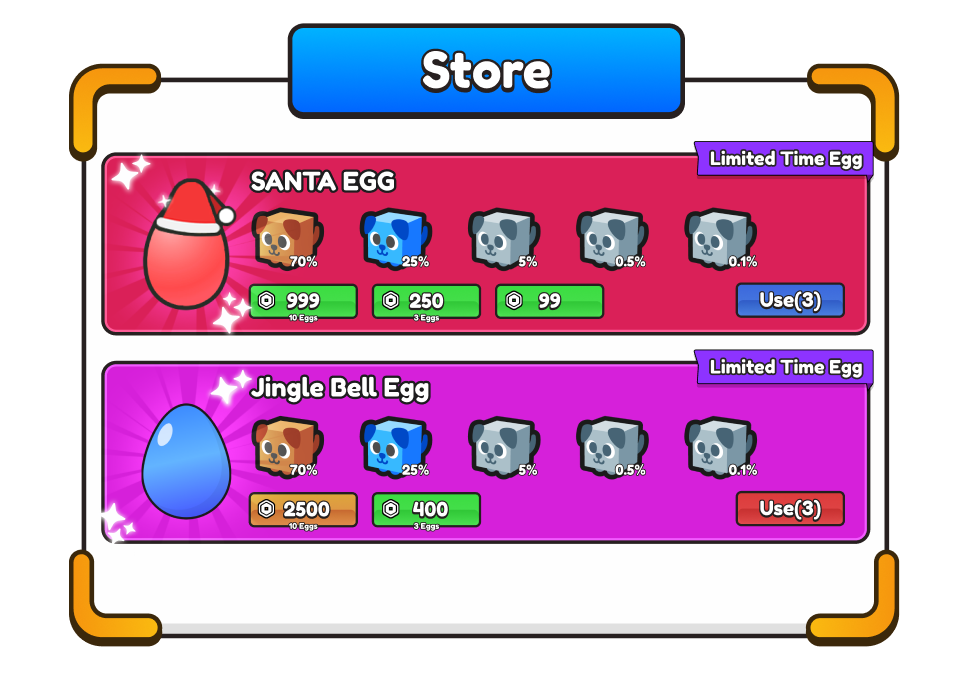 Store
Limited Time Egg
SANTA EGG
70% 25% 5% 0.5% 0.1%
999 250 99 Use(3)
10 Eggs 3 Eggs
Limited Time Egg
Jingle Bell Egg
70% 25% 5% 0.5% 0.1%
2500 400 Use(3)
10 Eggs 3 Eggs